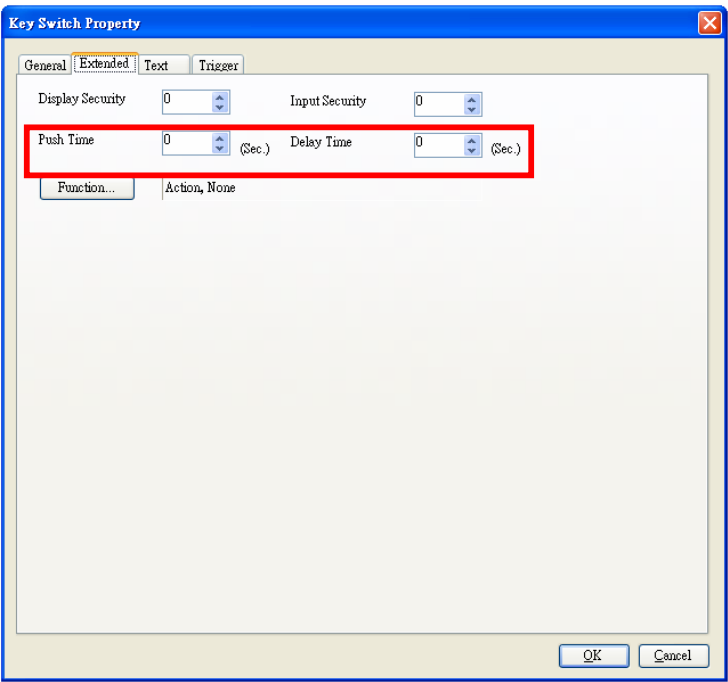 Key Switch Property
General Extended Text Trigger
Display Security 0 Input Security 0
Push Time 0 (Sec.) Delay Time 0 (Sec.)
Function... Action, None
OK Cancel